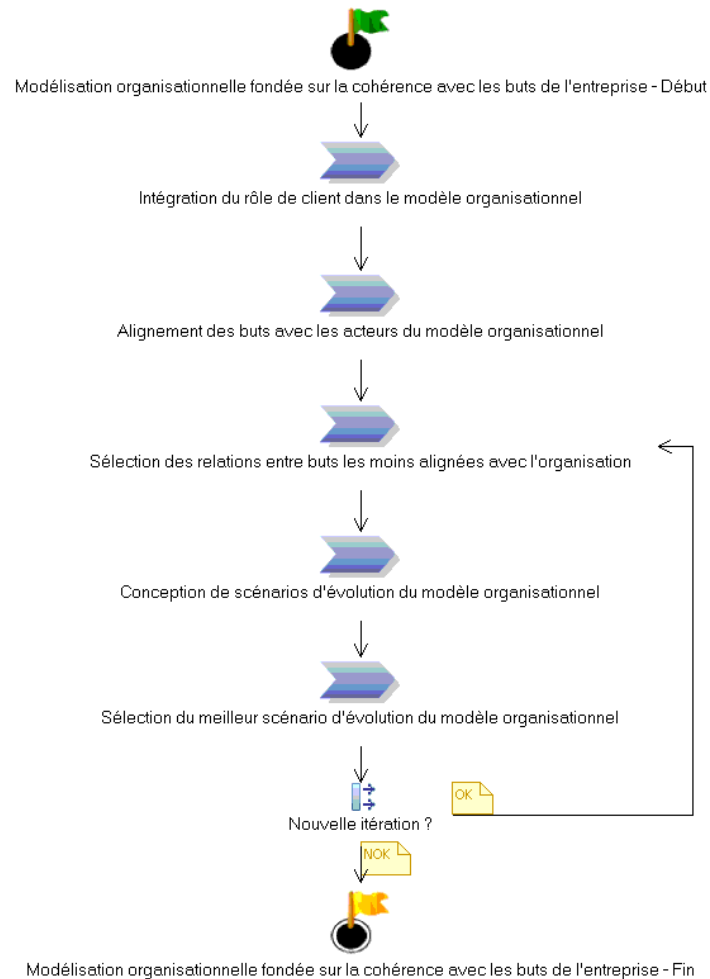 Modélisation organisationnelle fondée sur la cohérence avec les buts de l'entreprise - Début
Intégration du rôle de client dans le modèle organisationnel
Alignement des buts avec les acteurs du modèle organisationnel
Sélection des relations entre buts les moins alignées avec l'organisation
Conception de scénarios d'évolution du modèle organisationnel
Sélection du meilleur scénario d'évolution du modèle organisationnel
OK
Nouvelle itération ?
NOK
Modélisation organisationnelle fondée sur la cohérence avec les buts de l'entreprise - Fin